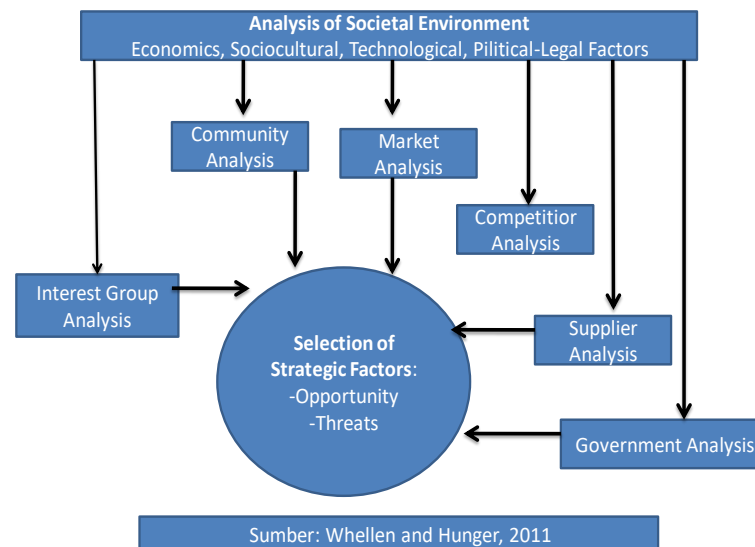 Analysis of Societal Environment
Economics, Sociocultural, Technological, Pilitical-Legal Factors
Community
Analysis
Market
Analysis
Competitior
Analysis
Interest Group
Analysis
Supplier
Analysis
Selection of
Strategic Factors:
-Opportunity
-Threats
Government Analysis
Sumber: Whellen and Hunger, 2011